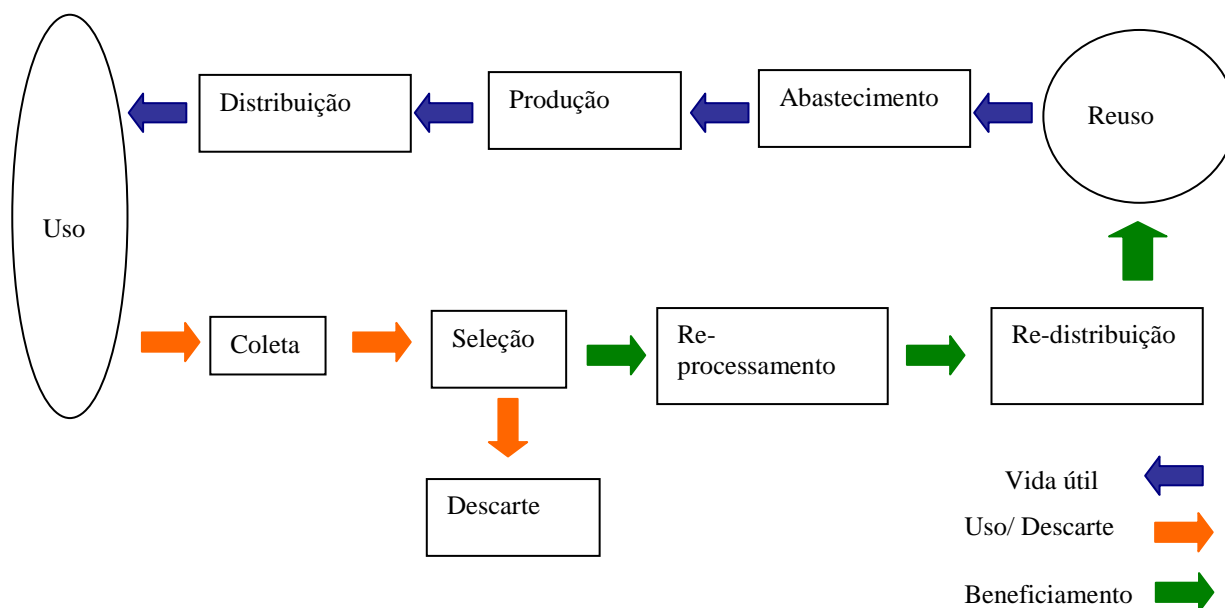 Distribuição
Produção
Abastecimento
Reuso
Uso
Coleta
Seleção
Re-
processamento
Re-distribuição
Descarte
Vida útil
Uso/ Descarte
Beneficiamento